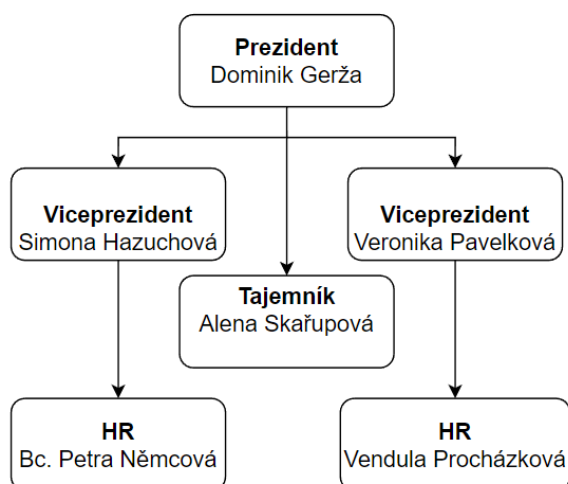 Prezident
Dominik Gerža
Viceprezident
Simona Hazuchová
Viceprezident
Veronika Pavelková
Tajemník
Alena Skařupová
HR
Bc. Petra Němcová
HR
Vendula Procházková